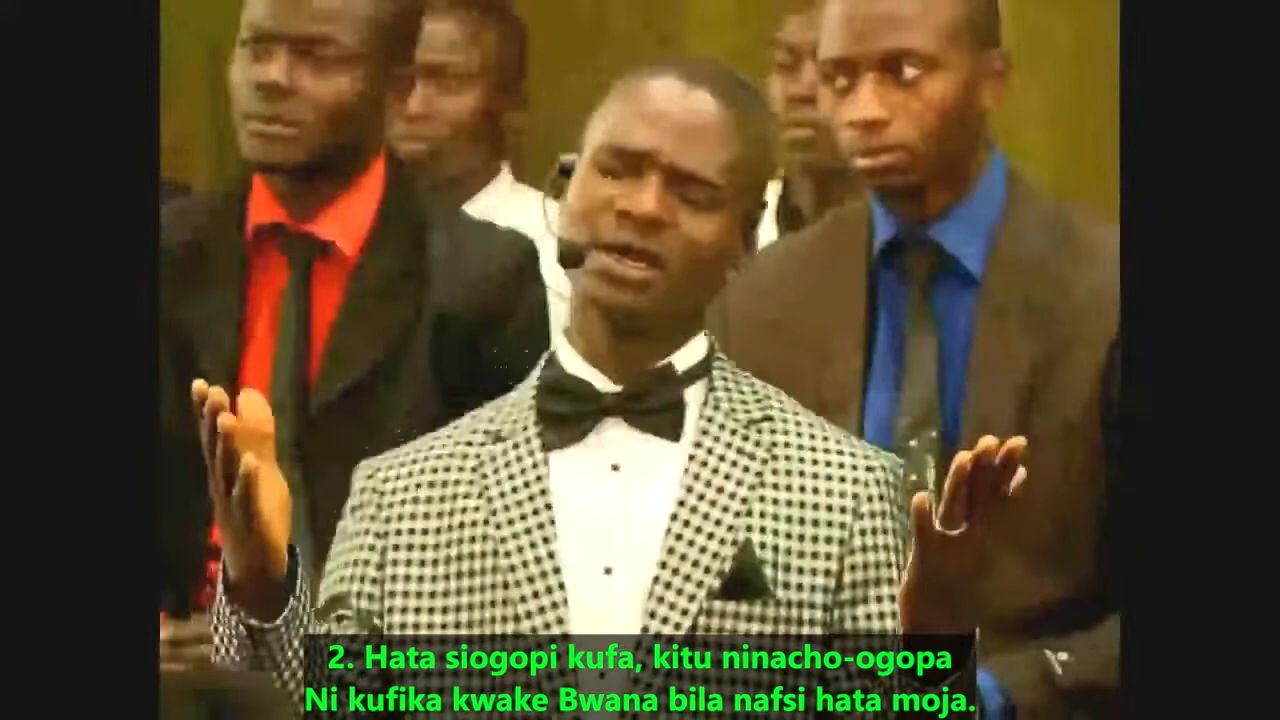 2. Hata siogopi kufa, kitu ninacho-ogopa
Ni kufika kwake Bwana bila nafsi hata moja.